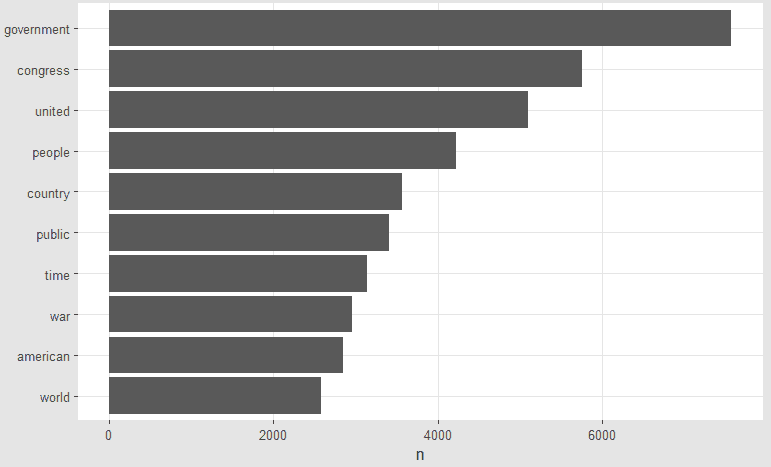 government
congress
united
people
country
public
time
war
american
world
0 2000 4000 6000
n